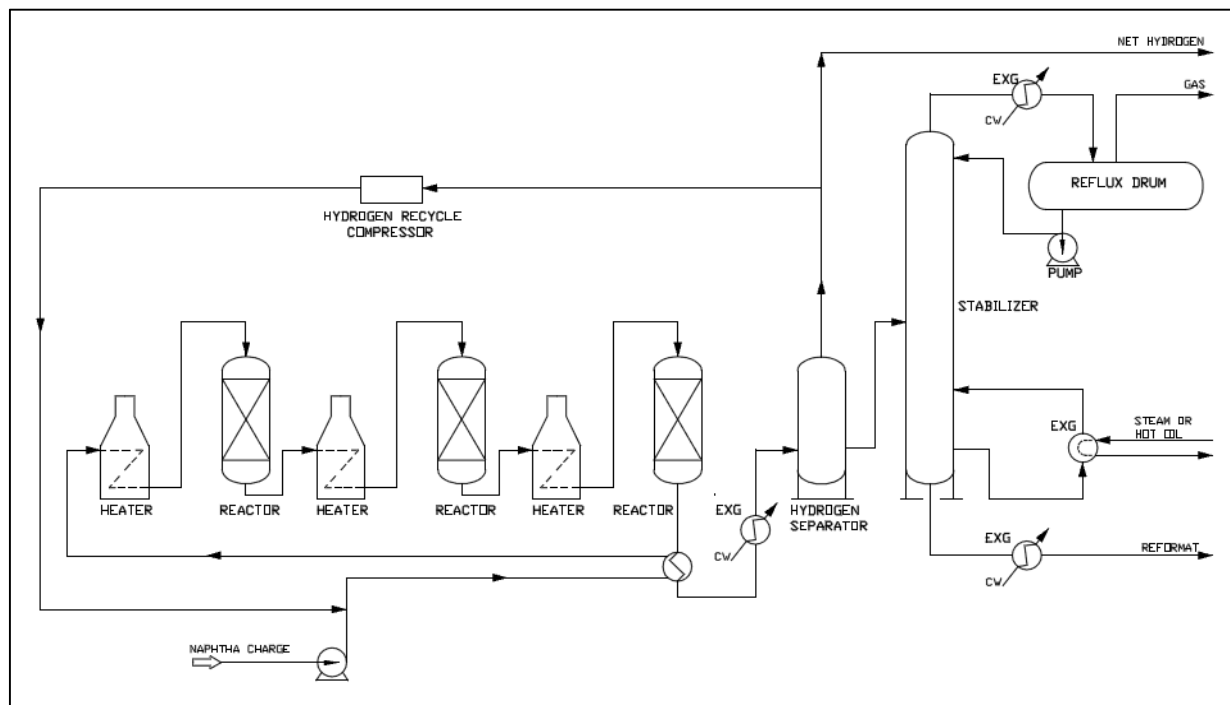 NET HYDROGEN
EXG
GAS
CW
REFLUX DRUM
HYDROGEN RECYCLE
COMPRESSOR
PUMP
STABILIZER
STEAM OR
HOT OIL
EXG
HEATER
REACTOR
HEATER
REACTOR
HEATER
REACTOR
EXG
CW
HYDROGEN
SEPARATOR
EXG
CW
REFORMAT
NAPHTHA CHARGE